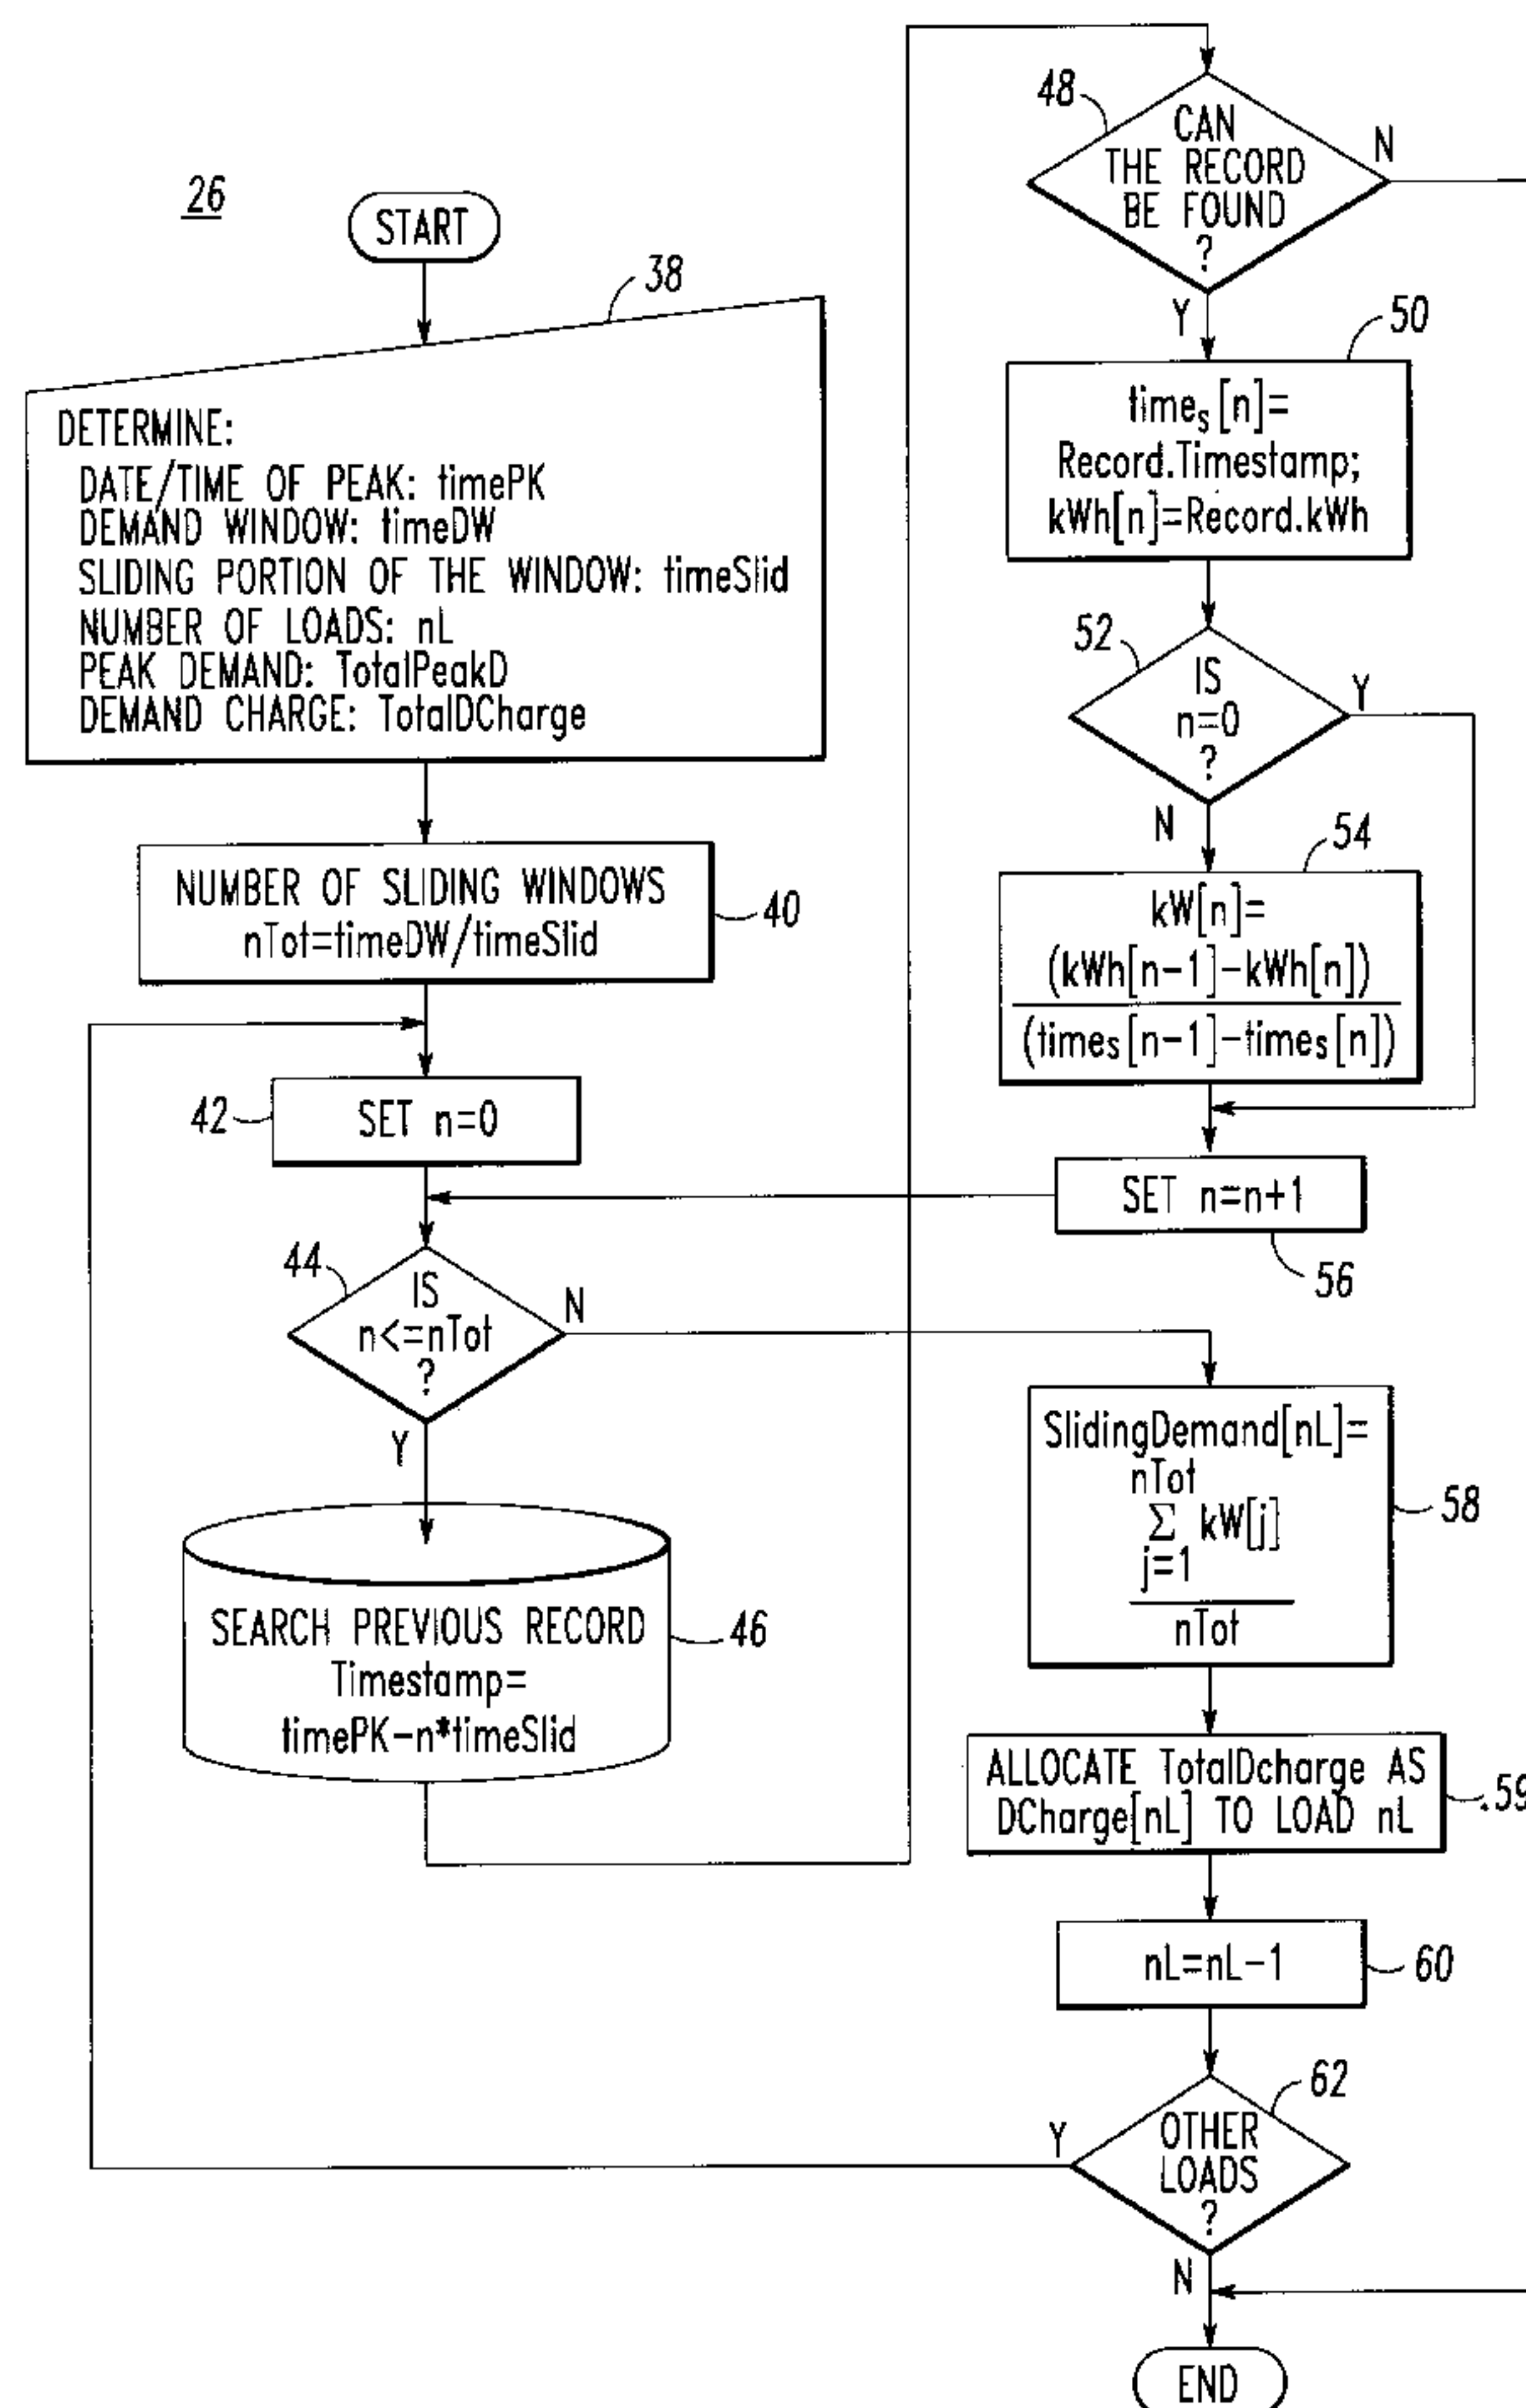 26
START
38
DETERMINE:
DATE/TIME OF PEAK: timePK
DEMAND WINDOW: timeDW
SLIDING PORTION OF THE WINDOW: timeSlid
NUMBER OF LOADS: nL
PEAK DEMAND: TotalPeakD
DEMAND CHARGE: TotalDCharge
NUMBER OF SLIDING WINDOWS
nTot=timeDW/timeSlid
40
42
SET n=0
44
IS
n<=nTot
?
N
Y
SEARCH PREVIOUS RECORD
Timestamp=
timePK-n*timeSlid
46
48
CAN
THE RECORD
BE FOUND
?
N
Y
50
timeₛ[n]=
Record.Timestamp;
kWh[n]=Record.kWh
52
IS
n=0
?
Y
N
54
kW[n]=
(kWh[n-1]-kWh[n])
(timeₛ[n-1]-timeₛ[n])
SET n=n+1
56
SlidingDemand[nL]=
nTot
Σ kW[j]
j=1
nTot
58
ALLOCATE TotalDcharge AS
DCharge[nL] TO LOAD nL
59
nL=nL-1
60
62
OTHER
LOADS
?
Y
N
END